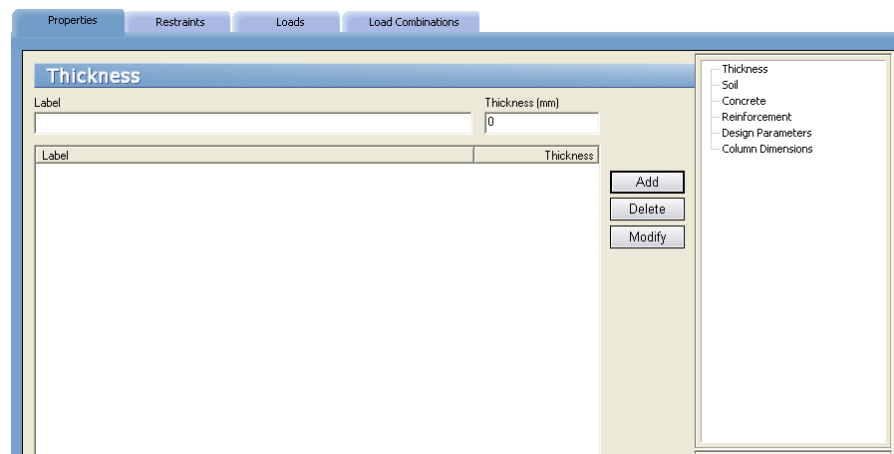 Properties Restraints Loads Load Combinations
Thickness
Label Thickness (mm)
0
Label Thickness
Add
Delete
Modify
Thickness
Soil
Concrete
Reinforcement
Design Parameters
Column Dimensions